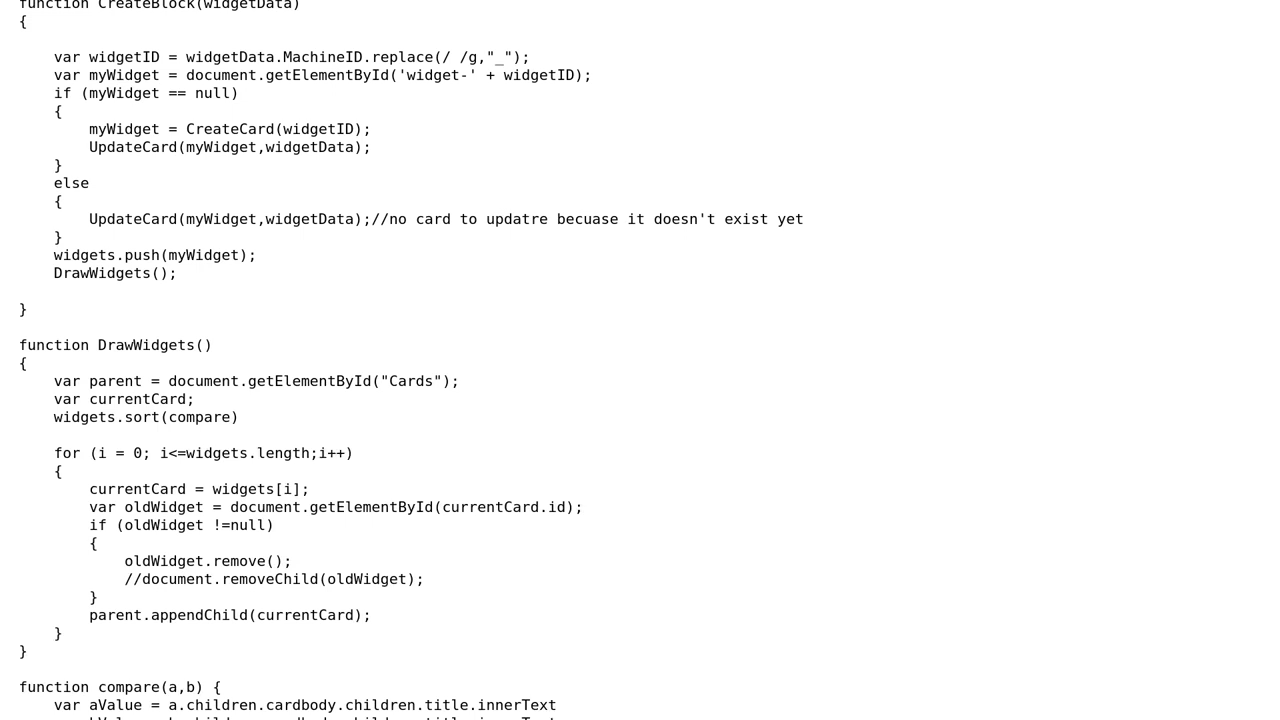 function CreateBlock(widgetData)
{
var widgetID = widgetData.MachineID.replace(/ /g,"_");
var myWidget = document.getElementById('widget-' + widgetID);
if (myWidget == null)
{
myWidget = CreateCard(widgetID);
UpdateCard(myWidget,widgetData);
}
else
{
UpdateCard(myWidget,widgetData);//no card to updatre becuase it doesn't exist yet
}
widgets.push(myWidget);
DrawWidgets();
}
function DrawWidgets()
{
var parent = document.getElementById("Cards");
var currentCard;
widgets.sort(compare)
for (i = 0; i<=widgets.length;i++)
{
currentCard = widgets[i];
var oldWidget = document.getElementById(currentCard.id);
if (oldWidget !=null)
{
oldWidget.remove();
//document.removeChild(oldWidget);
}
parent.appendChild(currentCard);
}
}
function compare(a,b) {
var aValue = a.children.cardbody.children.title.innerText